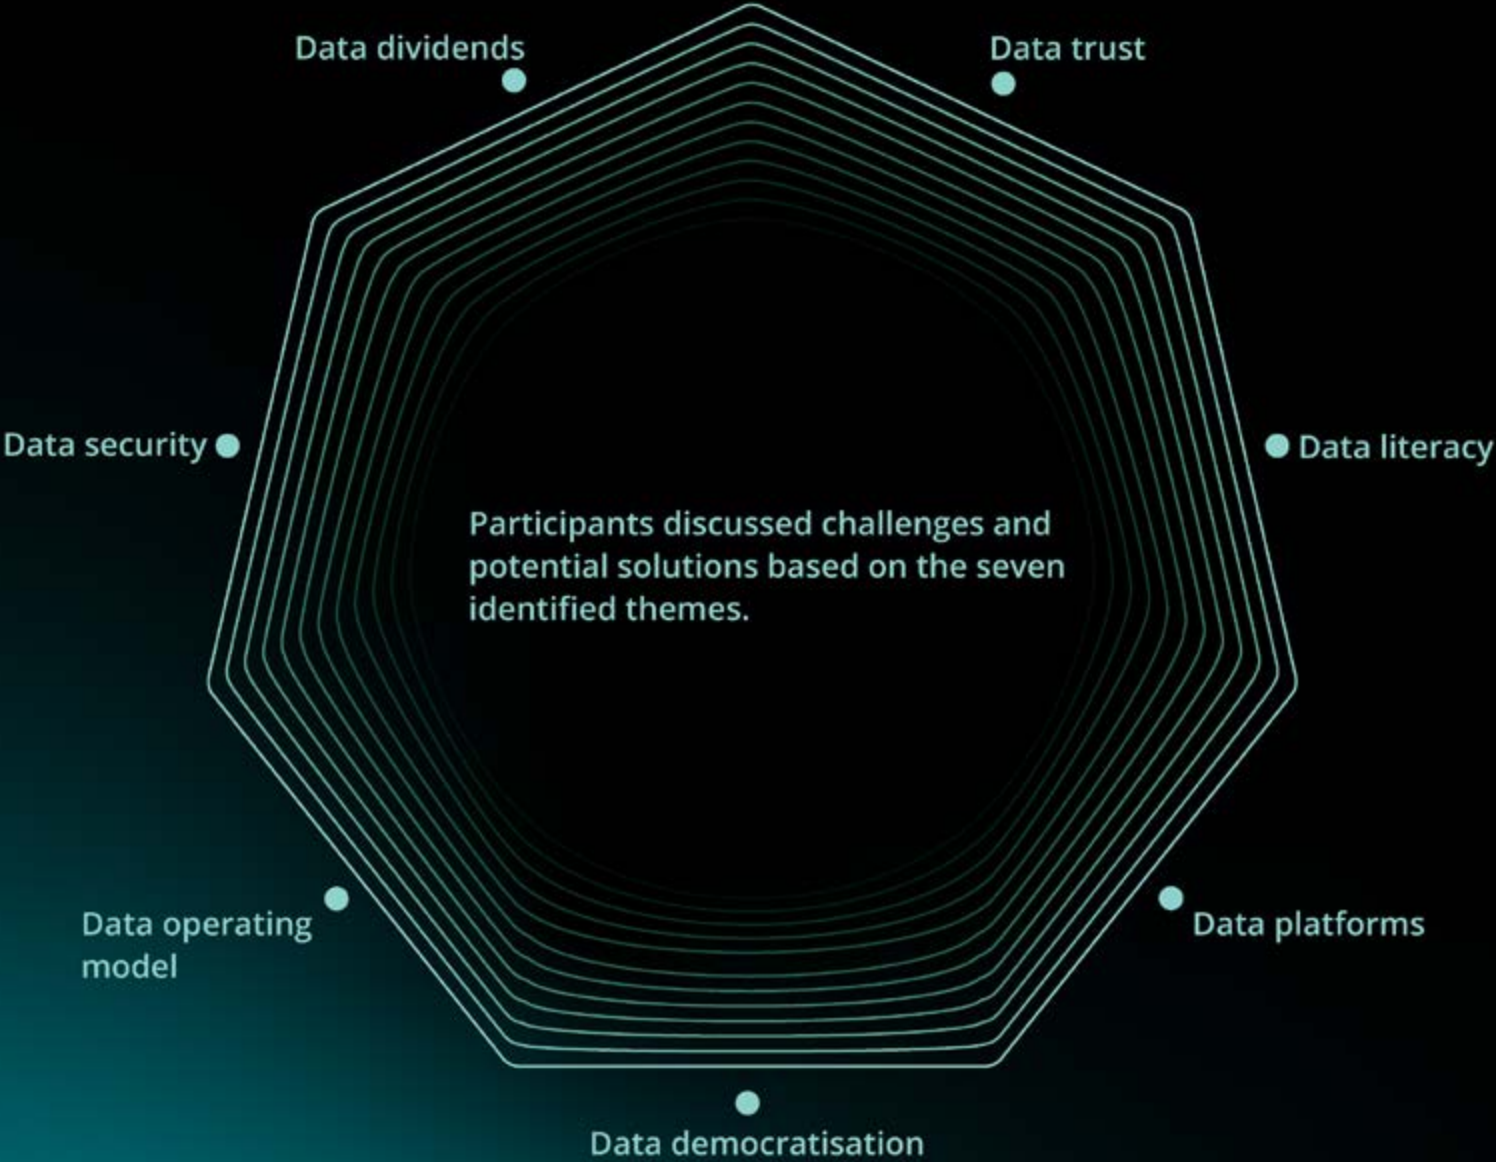 Data dividends
Data trust
Data security
Data literacy
Participants discussed challenges and
potential solutions based on the seven
identified themes.
Data operating
model
Data platforms
Data democratisation